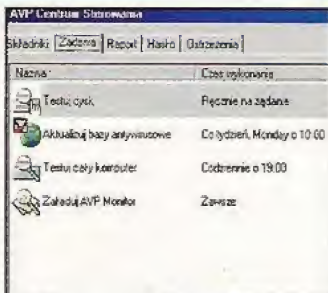 AVP Centrum Sterowania
Składniki Zadania Raport Hasło Ostrzeżenia
Nazwa Czas wykonania
Testuj dysk Ręcznie na żądanie
Aktualizuj bazy antywirusowe Co tydzień, Monday o 10:00
Testuj cały komputer Codziennie o 19:00
Załaduj AVP Monitor Zawsze